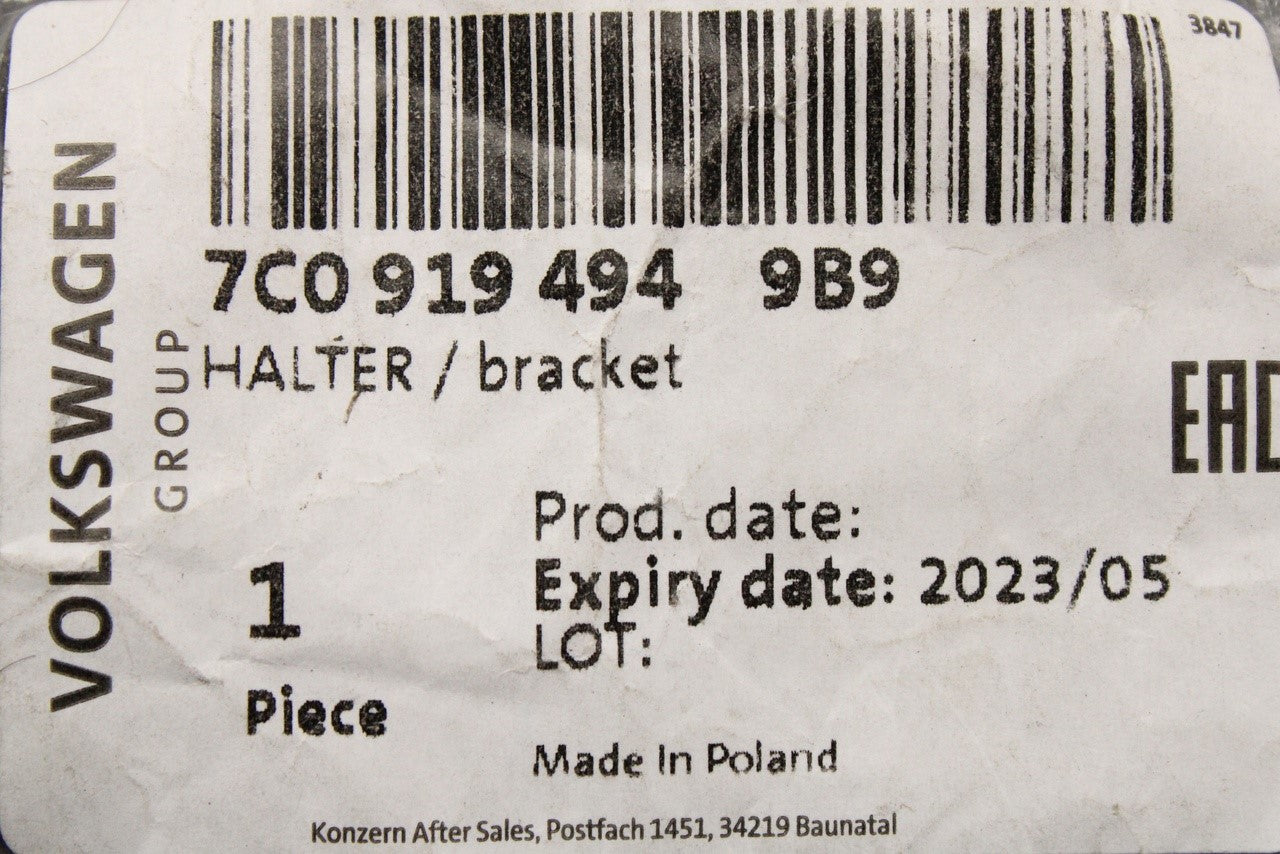 3847
7C0 919 494 9B9
HALTER / bracket
VOLKSWAGEN
GROUP
EAC
Prod. date:
Expiry date: 2023/05
LOT:
1
Piece
Made In Poland
Konzern After Sales, Postfach 1451, 34219 Baunatal